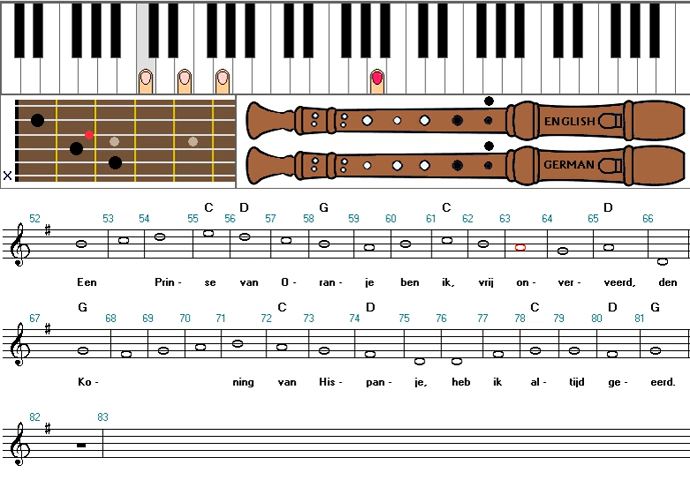 ENGLISH
X
GERMAN
C D G C D
52 53 54 55 56 57 58 59 60 61 62 63 64 65 66
Een Prin- se van O- ran- je ben ik, vrij on- ver- veerd, den
G C D C D G
67 68 69 70 71 72 73 74 75 76 77 78 79 80 81
Ko- ning van His- pan- je, heb ik al- tijd ge- eerd.
82 83